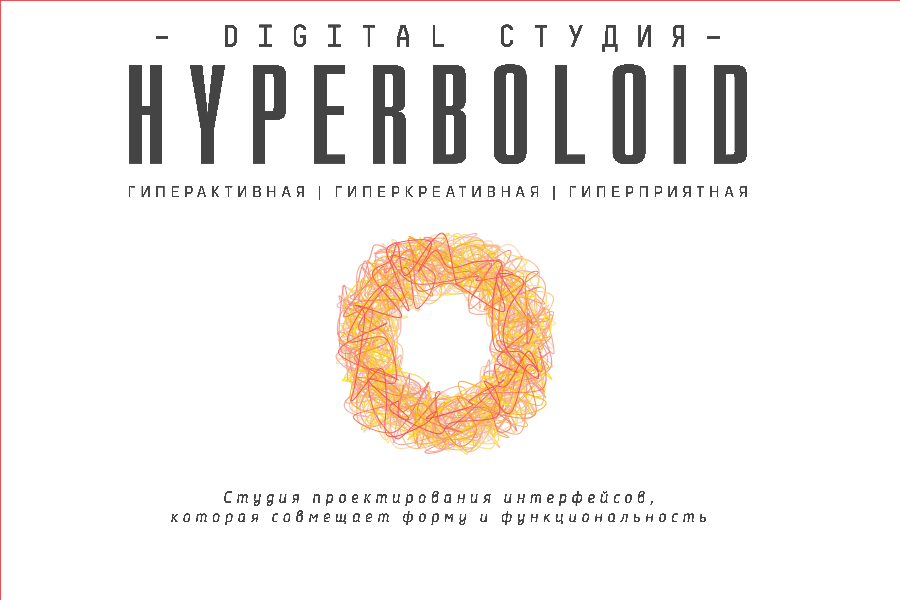 - DIGITAL СТУДИЯ-
HYPERBOLOID
ГИПЕРАКТИВНАЯ | ГИПЕРКРЕАТИВНАЯ | ГИПЕРПРИЯТНАЯ
Студия проектирования интерфейсов,
которая совмещает форму и функциональность